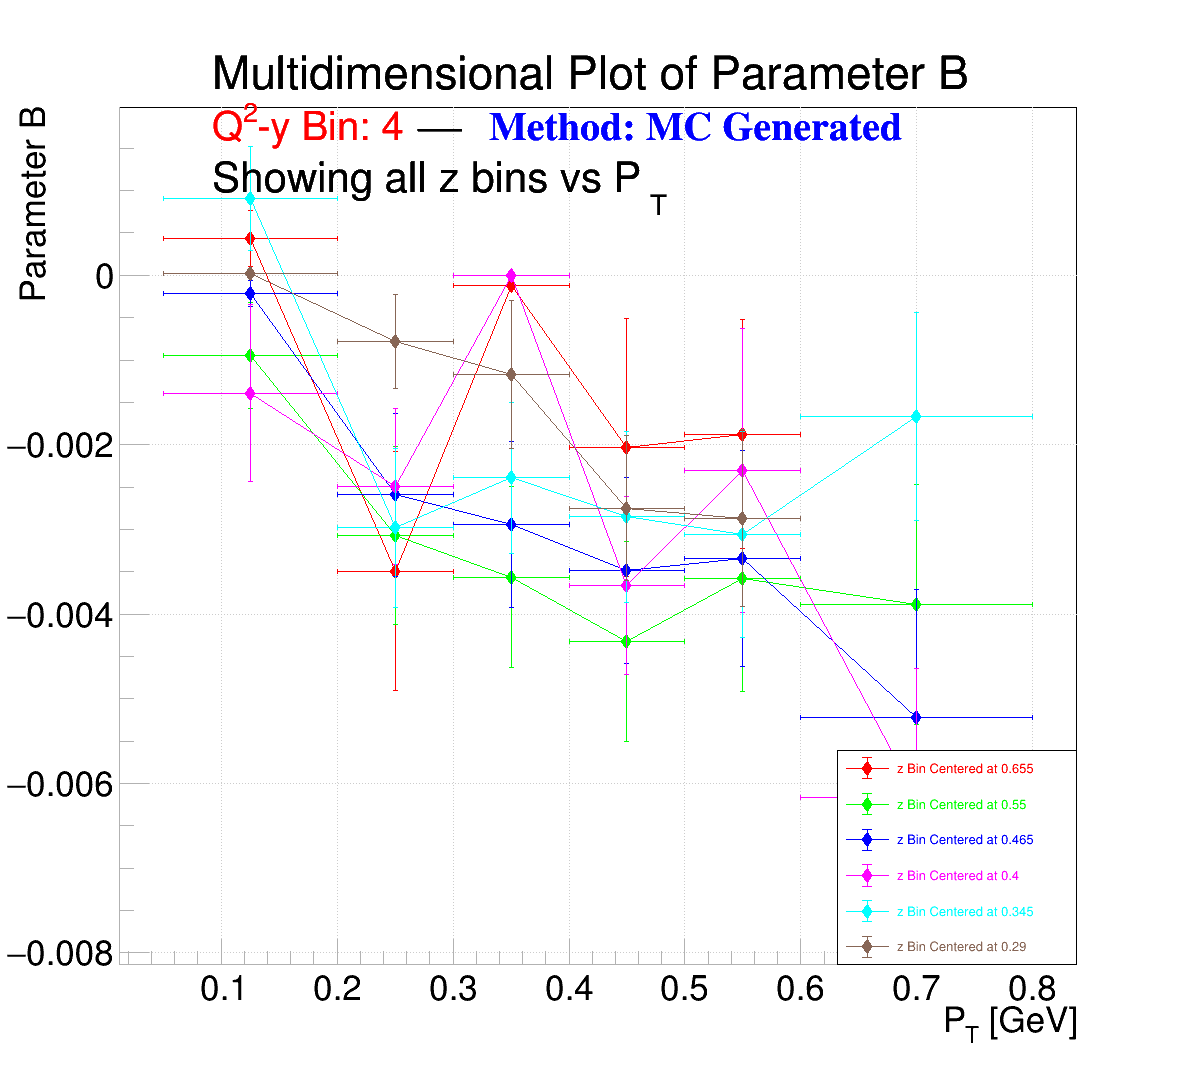 Multidimensional Plot of Parameter B
Q²-y Bin: 4 — Method: MC Generated
Showing all z bins vs P_T
Parameter B
0
−0.002
−0.004
−0.006
−0.008
z Bin Centered at 0.655
z Bin Centered at 0.55
z Bin Centered at 0.465
z Bin Centered at 0.4
z Bin Centered at 0.345
z Bin Centered at 0.29
0.1 0.2 0.3 0.4 0.5 0.6 0.7 0.8
P_T [GeV]